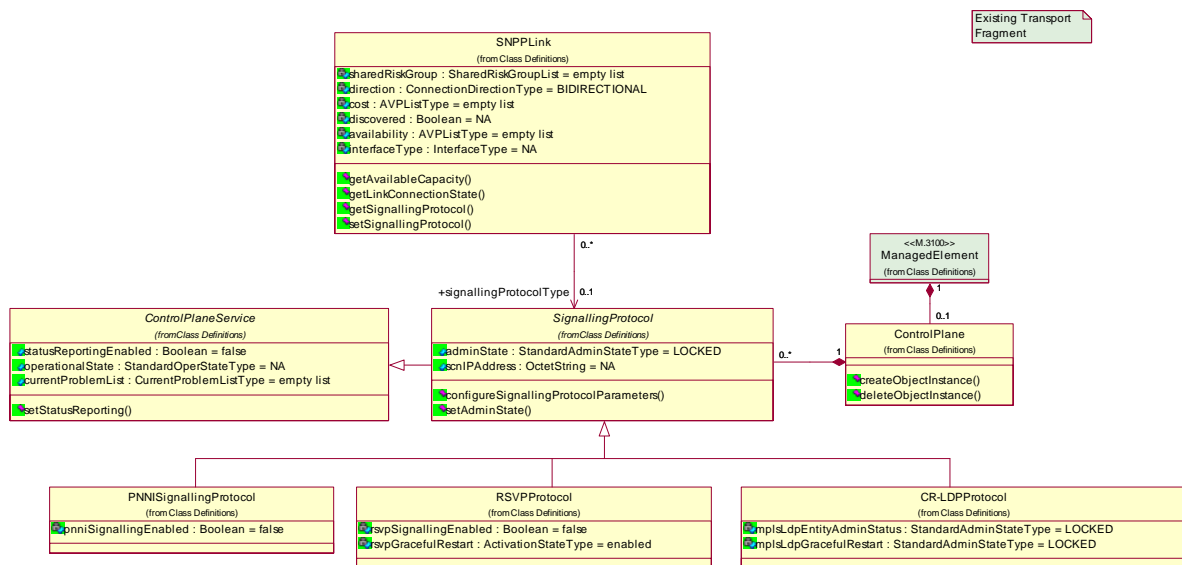 Existing Transport
Fragment
SNPPLink
(from Class Definitions)
sharedRiskGroup : SharedRiskGroupList = empty list
direction : ConnectionDirectionType = BIDIRECTIONAL
cost : AVPListType = empty list
discovered : Boolean = NA
availability : AVPListType = empty list
interfaceType : InterfaceType = NA
getAvailableCapacity()
getLinkConnectionState()
getSignallingProtocol()
setSignallingProtocol()
0..*
+signallingProtocolType
0..1
<<M.3100>>
ManagedElement
(from Class Definitions)
1
0..1
ControlPlaneService
(from Class Definitions)
statusReportingEnabled : Boolean = false
operationalState : StandardOperStateType = NA
currentProblemList : CurrentProblemListType = empty list
setStatusReporting()
SignallingProtocol
(from Class Definitions)
adminState : StandardAdminStateType = LOCKED
scnIPAddress : OctetString = NA
configureSignallingProtocolParameters()
setAdminState()
0..*
1
ControlPlane
(from Class Definitions)
createObjectInstance()
deleteObjectInstance()
PNNISignallingProtocol
(from Class Definitions)
pnniSignallingEnabled : Boolean = false
RSVPProtocol
(from Class Definitions)
rsvpSignallingEnabled : Boolean = false
rsvpGracefulRestart : ActivationStateType = enabled
CR-LDPProtocol
(from Class Definitions)
mplsLdpEntityAdminStatus : StandardAdminStateType = LOCKED
mplsLdpGracefulRestart : StandardAdminStateType = LOCKED